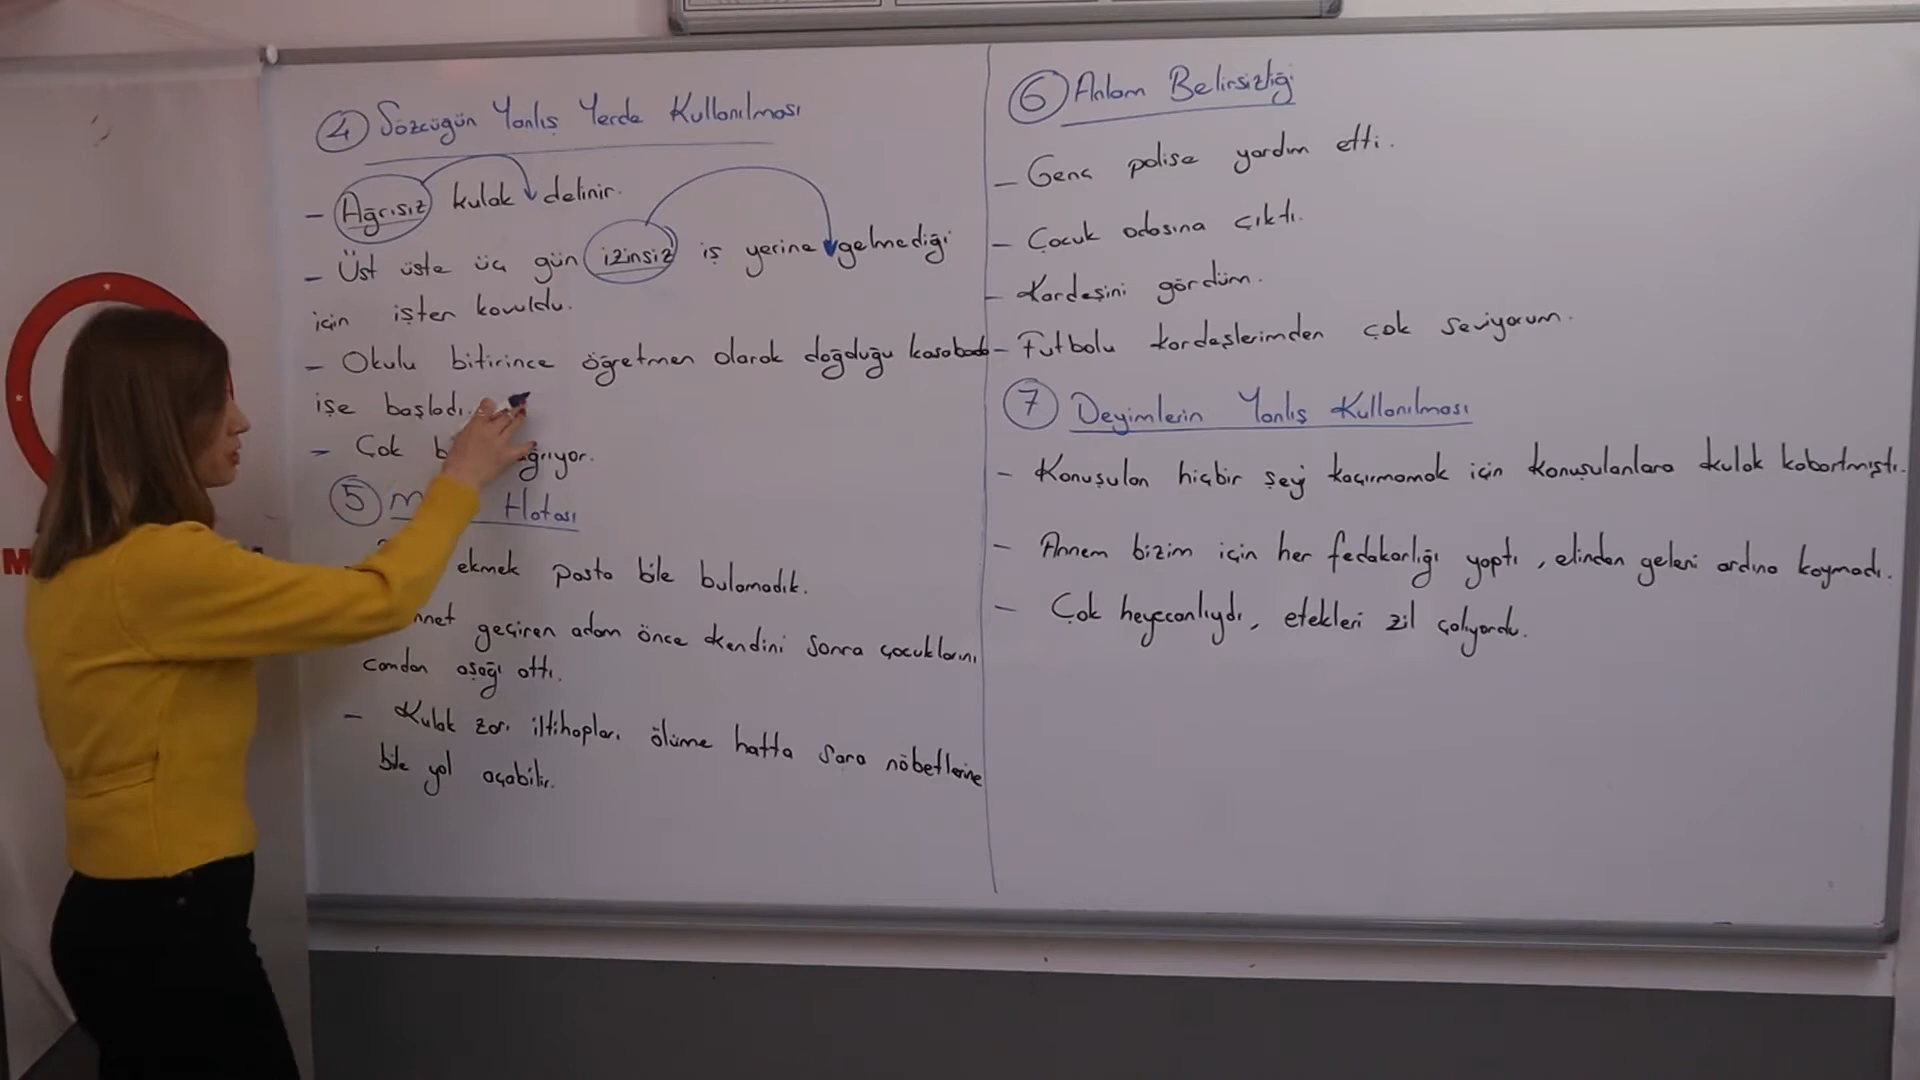 4 Sözcüğün Yanlış Yerde Kullanılması
- Ağrısız kulak delinir.
- Üst üste üç gün izinsiz iş yerine gelmediği
için işten kovuldu.
- Okulu bitirince öğretmen olarak doğduğu kasabada
işe başladı.
- Çok ağrıyor.
5 Hatası
ekmek pasta bile bulamadık.
geçiren adam önce kendini sonra çocuklarını
camdan aşağı attı.
- Kulak zarı iltihapları ölüme hatta sara nöbetlerine
bile yol açabilir.
6 Anlam Belirsizliği
- Genç polise yardım etti.
- Çocuk odasına çıktı.
- Kardeşini gördüm.
- Futbolu kardeşlerimden çok seviyorum.
7 Deyimlerin Yanlış Kullanılması
- Konuşulan hiçbir şey kaçırmamak için konuşulanlara kulak kabartmıştı.
- Annem bizim için her fedakarlığı yaptı, elinden geleni ardına koymadı.
- Çok heyecanlıydı, etekleri zil çalıyordu.